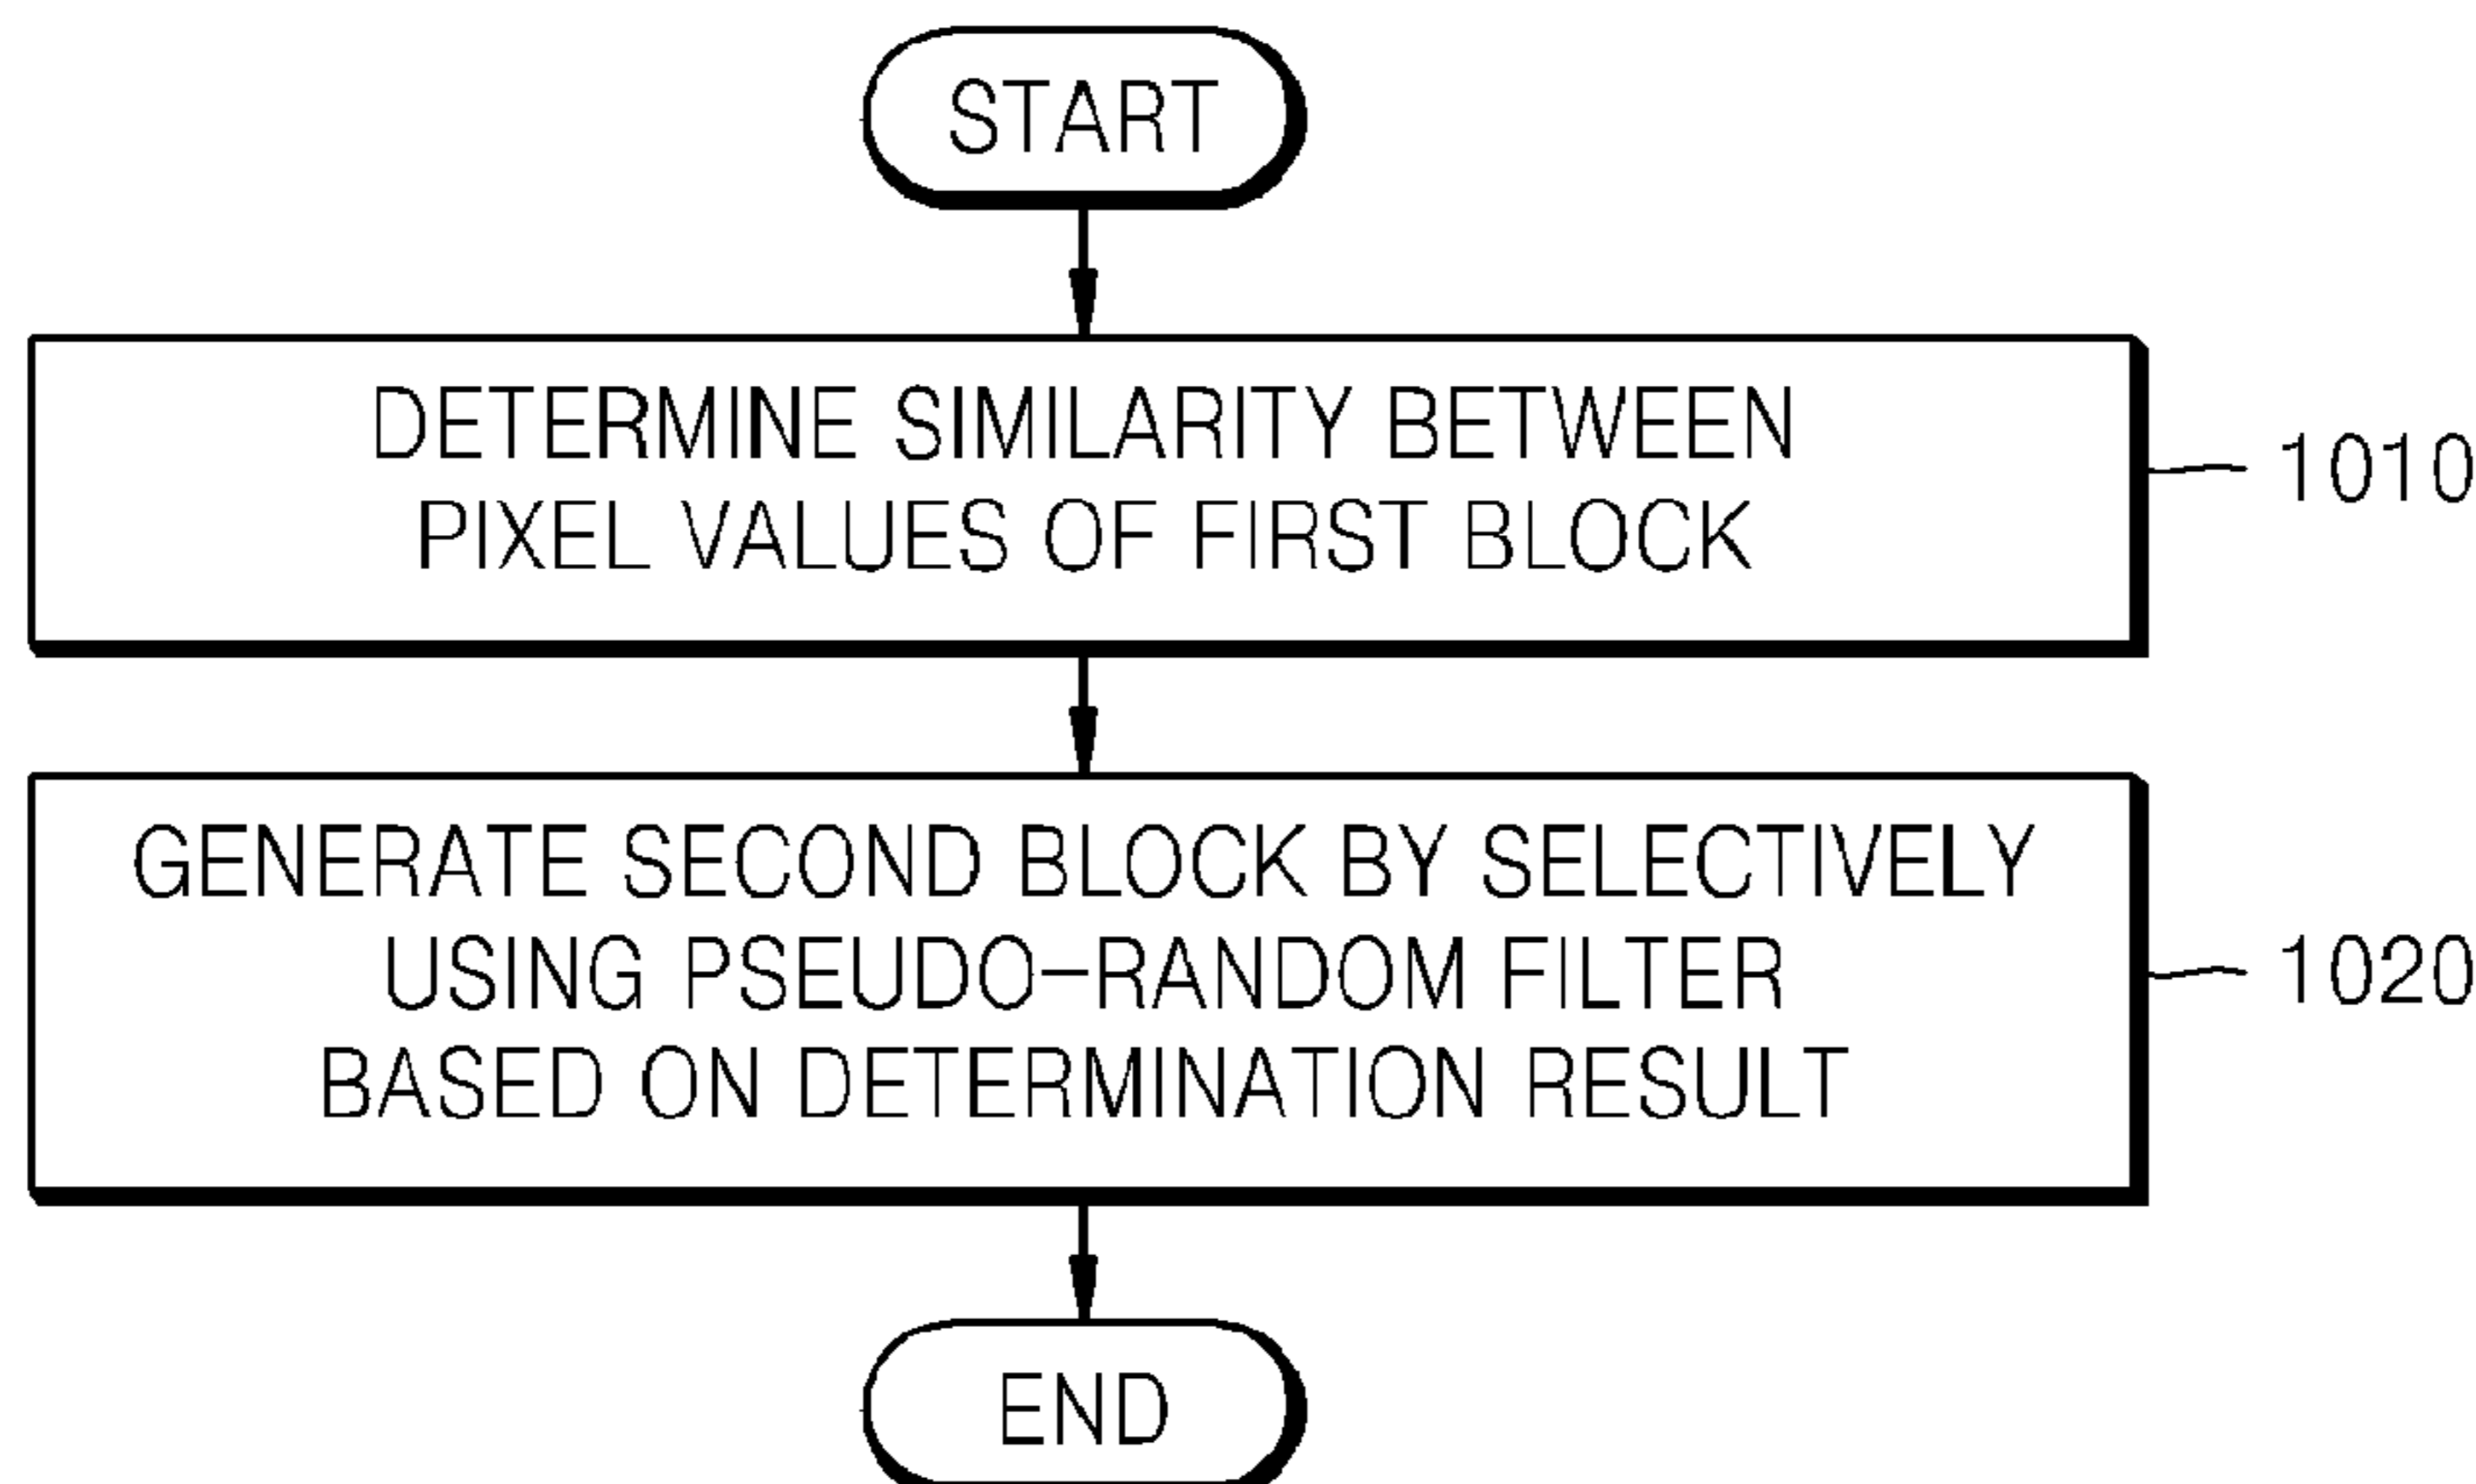 START
DETERMINE SIMILARITY BETWEEN
PIXEL VALUES OF FIRST BLOCK
1010
GENERATE SECOND BLOCK BY SELECTIVELY
USING PSEUDO-RANDOM FILTER
BASED ON DETERMINATION RESULT
1020
END